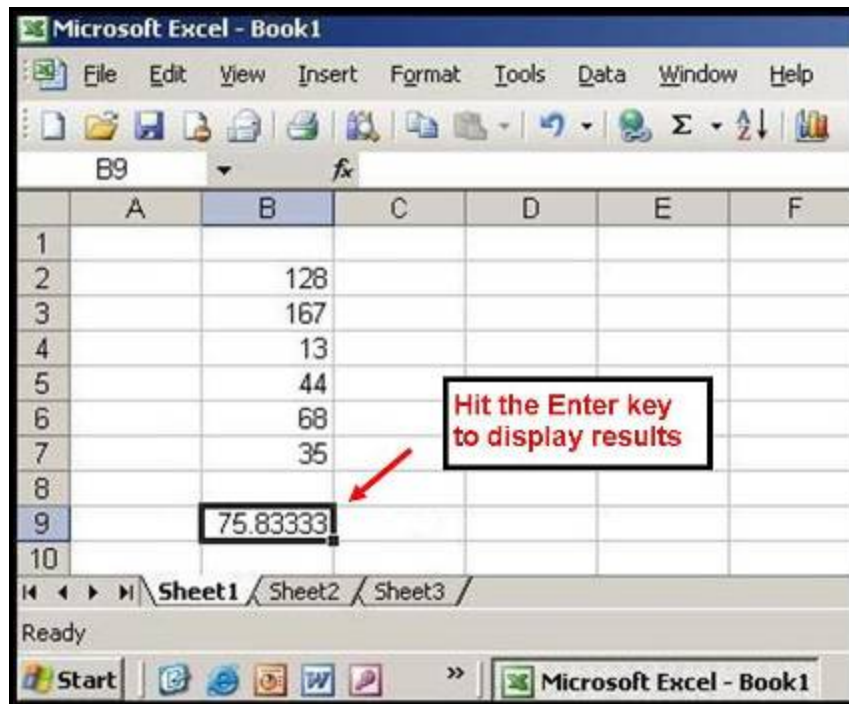 Microsoft Excel - Book1
File Edit View Insert Format Tools Data Window Help
B9 fx
A B C D E F
1
2 128
3 167
4 13
5 44
6 68
7 35
8
9 75.83333
10
Hit the Enter key
to display results
Sheet1 Sheet2 Sheet3
Ready
Start » Microsoft Excel - Book1